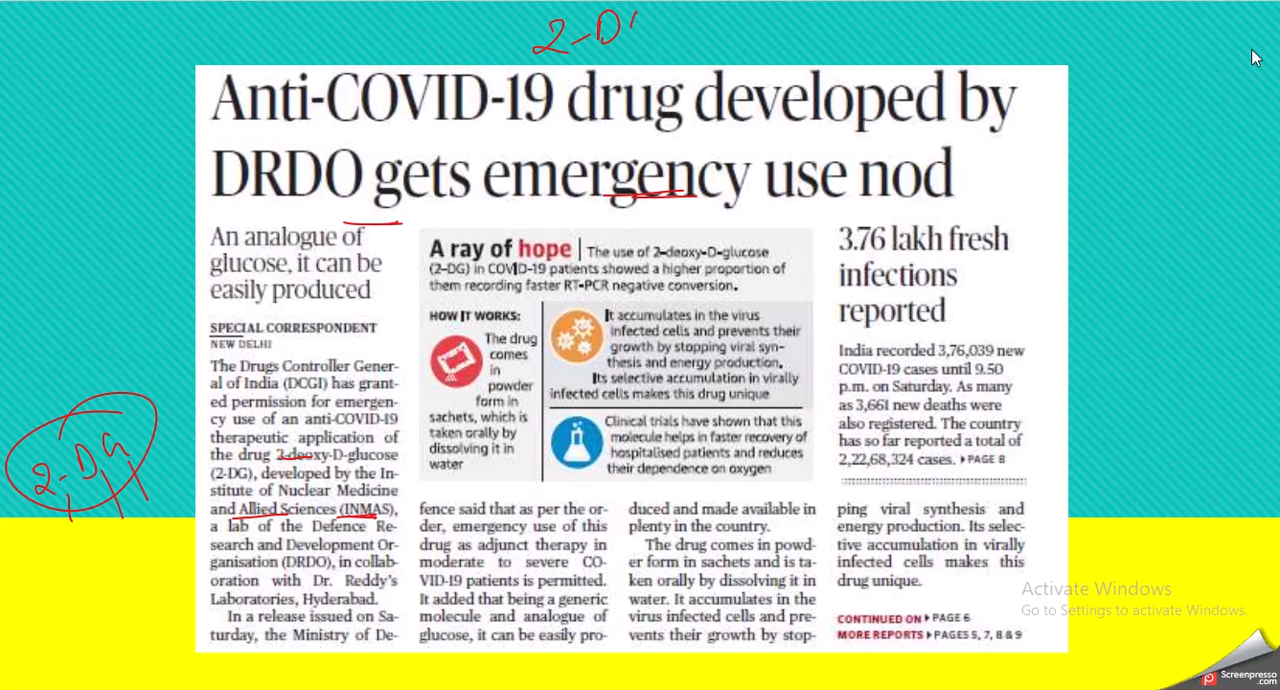 2-D
Anti-COVID-19 drug developed by
DRDO gets emergency use nod
An analogue of
glucose, it can be
easily produced
SPECIAL CORRESPONDENT
NEW DELHI
The Drugs Controller Gener-
al of India (DCGI) has grant-
ed permission for emergen-
cy use of an anti-COVID-19
therapeutic application of
the drug 2-deoxy-D-glucose
(2-DG), developed by the In-
stitute of Nuclear Medicine
and Allied Sciences (INMAS),
a lab of the Defence Re-
search and Development Or-
ganisation (DRDO), in collab-
oration with Dr. Reddy's
Laboratories, Hyderabad.
In a release issued on Sa-
turday, the Ministry of De-
2-DG
A ray of hope | The use of 2-deoxy-D-glucose
(2-DG) in COVID-19 patients showed a higher proportion of
them recording faster RT-PCR negative conversion.
HOW IT WORKS:
The drug
comes
in
powder
form in
sachets, which is
taken orally by
dissolving it in
water
It accumulates in the virus
infected cells and prevents their
growth by stopping viral syn-
thesis and energy production.
Its selective accumulation in virally
infected cells makes this drug unique
Clinical trials have shown that this
molecule helps in faster recovery of
hospitalised patients and reduces
their dependence on oxygen
fence said that as per the or-
der, emergency use of this
drug as adjunct therapy in
moderate to severe CO-
VID-19 patients is permitted.
It added that being a generic
molecule and analogue of
glucose, it can be easily pro-
duced and made available in
plenty in the country.
The drug comes in powd-
er form in sachets and is ta-
ken orally by dissolving it in
water. It accumulates in the
virus infected cells and pre-
vents their growth by stop-
ping viral synthesis and
energy production. Its selec-
tive accumulation in virally
infected cells makes this
drug unique.
CONTINUED ON ▸ PAGE 6
MORE REPORTS ▸ PAGES 5, 7, 8 & 9
3.76 lakh fresh
infections
reported
India recorded 3,76,039 new
COVID-19 cases until 9.50
p.m. on Saturday. As many
as 3,661 new deaths were
also registered. The country
has so far reported a total of
2,22,68,324 cases. ▸ PAGE 8
Activate Windows
Go to Settings to activate Windows.
Screenpresso
.com